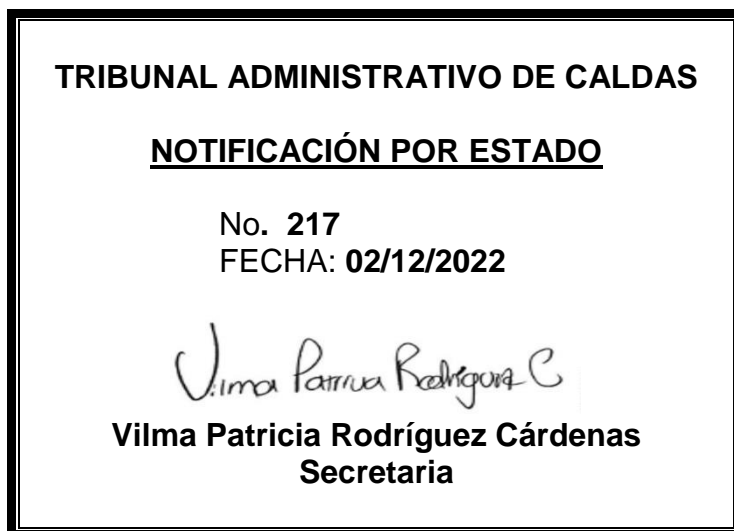 TRIBUNAL ADMINISTRATIVO DE CALDAS
NOTIFICACIÓN POR ESTADO
No. 217
FECHA: 02/12/2022
Vilma Patricia Rodríguez C
Vilma Patricia Rodríguez Cárdenas
Secretaria